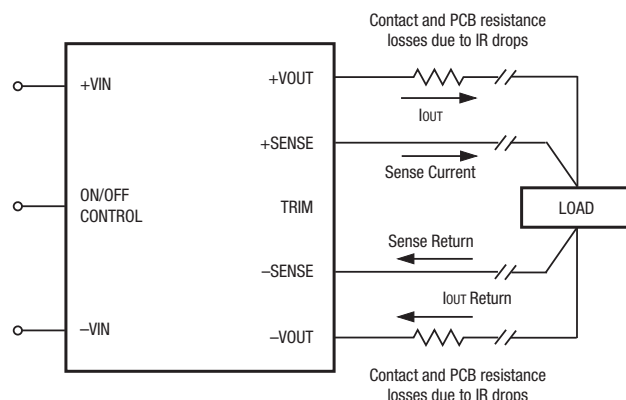 Contact and PCB resistance
losses due to IR drops
+VIN
+VOUT
IOUT
+SENSE
Sense Current
ON/OFF
CONTROL
TRIM
LOAD
Sense Return
−SENSE
IOUT Return
−VIN
−VOUT
Contact and PCB resistance
losses due to IR drops